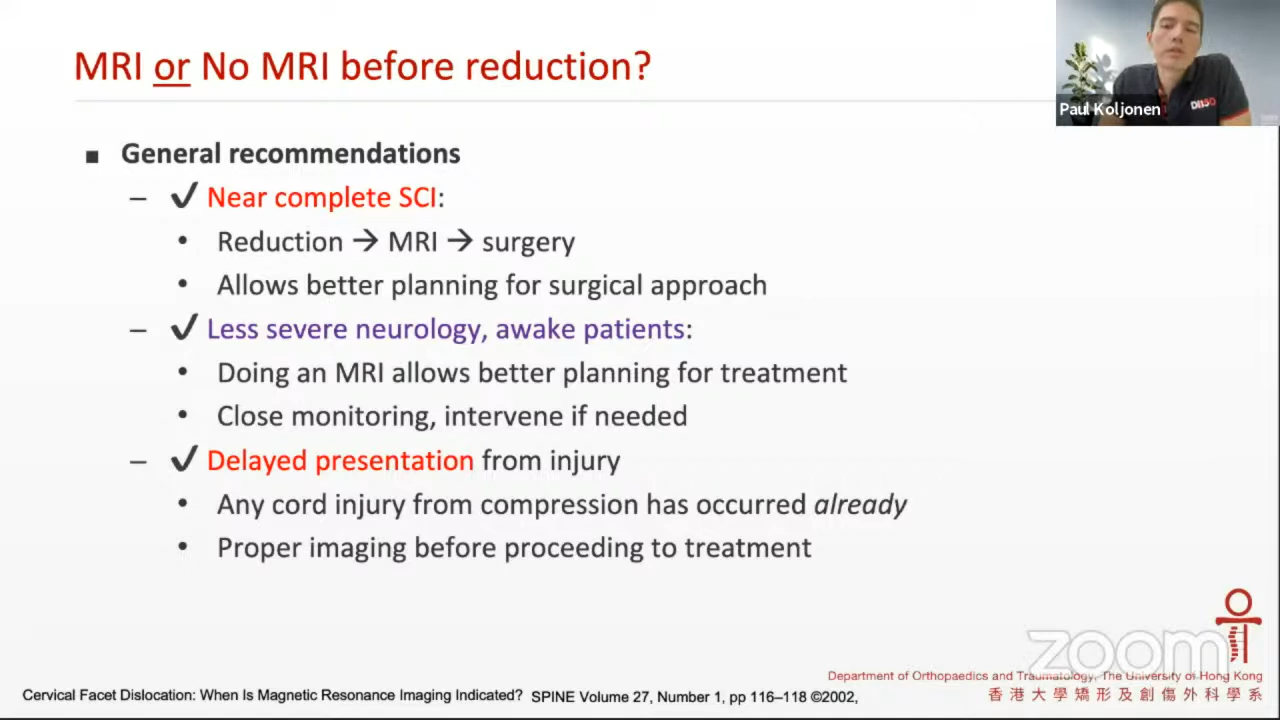 MRI or No MRI before reduction?
Paul Koljonen
DB50
■ General recommendations
– ✔ Near complete SCI:
• Reduction → MRI → surgery
• Allows better planning for surgical approach
– ✔ Less severe neurology, awake patients:
• Doing an MRI allows better planning for treatment
• Close monitoring, intervene if needed
– ✔ Delayed presentation from injury
• Any cord injury from compression has occurred already
• Proper imaging before proceeding to treatment
zoom
Department of Orthopaedics and Traumatology, The University of Hong Kong
香港大學矯形及創傷外科學系
Cervical Facet Dislocation: When Is Magnetic Resonance Imaging Indicated? SPINE Volume 27, Number 1, pp 116–118 ©2002,